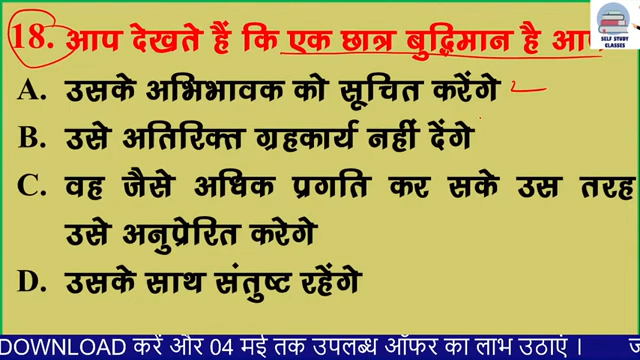 18. आप देखते हैं कि एक छात्र बुद्धिमान है आप
SELF STUDY
CLASSES
A. उसके अभिभावक को सूचित करेंगे
B. उसे अतिरिक्त ग्रहकार्य नहीं देंगे
C. वह जैसे अधिक प्रगति कर सके उस तरह
उसे अनुप्रेरित करेगे
D. उसके साथ संतुष्ट रहेंगे
DOWNLOAD करें और 04 मई तक उपलब्ध ऑफर का लाभ उठाएं ।